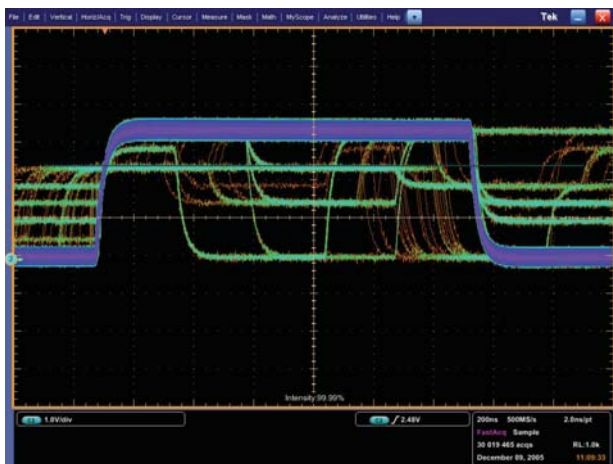 File | Edit | Vertical | Horiz/Acq | Trig | Display | Cursor | Measure | Mask | Math | MyScope | Analyze | Utilities | Help
Tek
Intensity:99.99%
1.0V/div
2.48V
200ns 500MS/s 2.0ns/pt
FastAcq Sample
30 019 465 acqs RL:1.0k
December 09, 2005 11:09:33